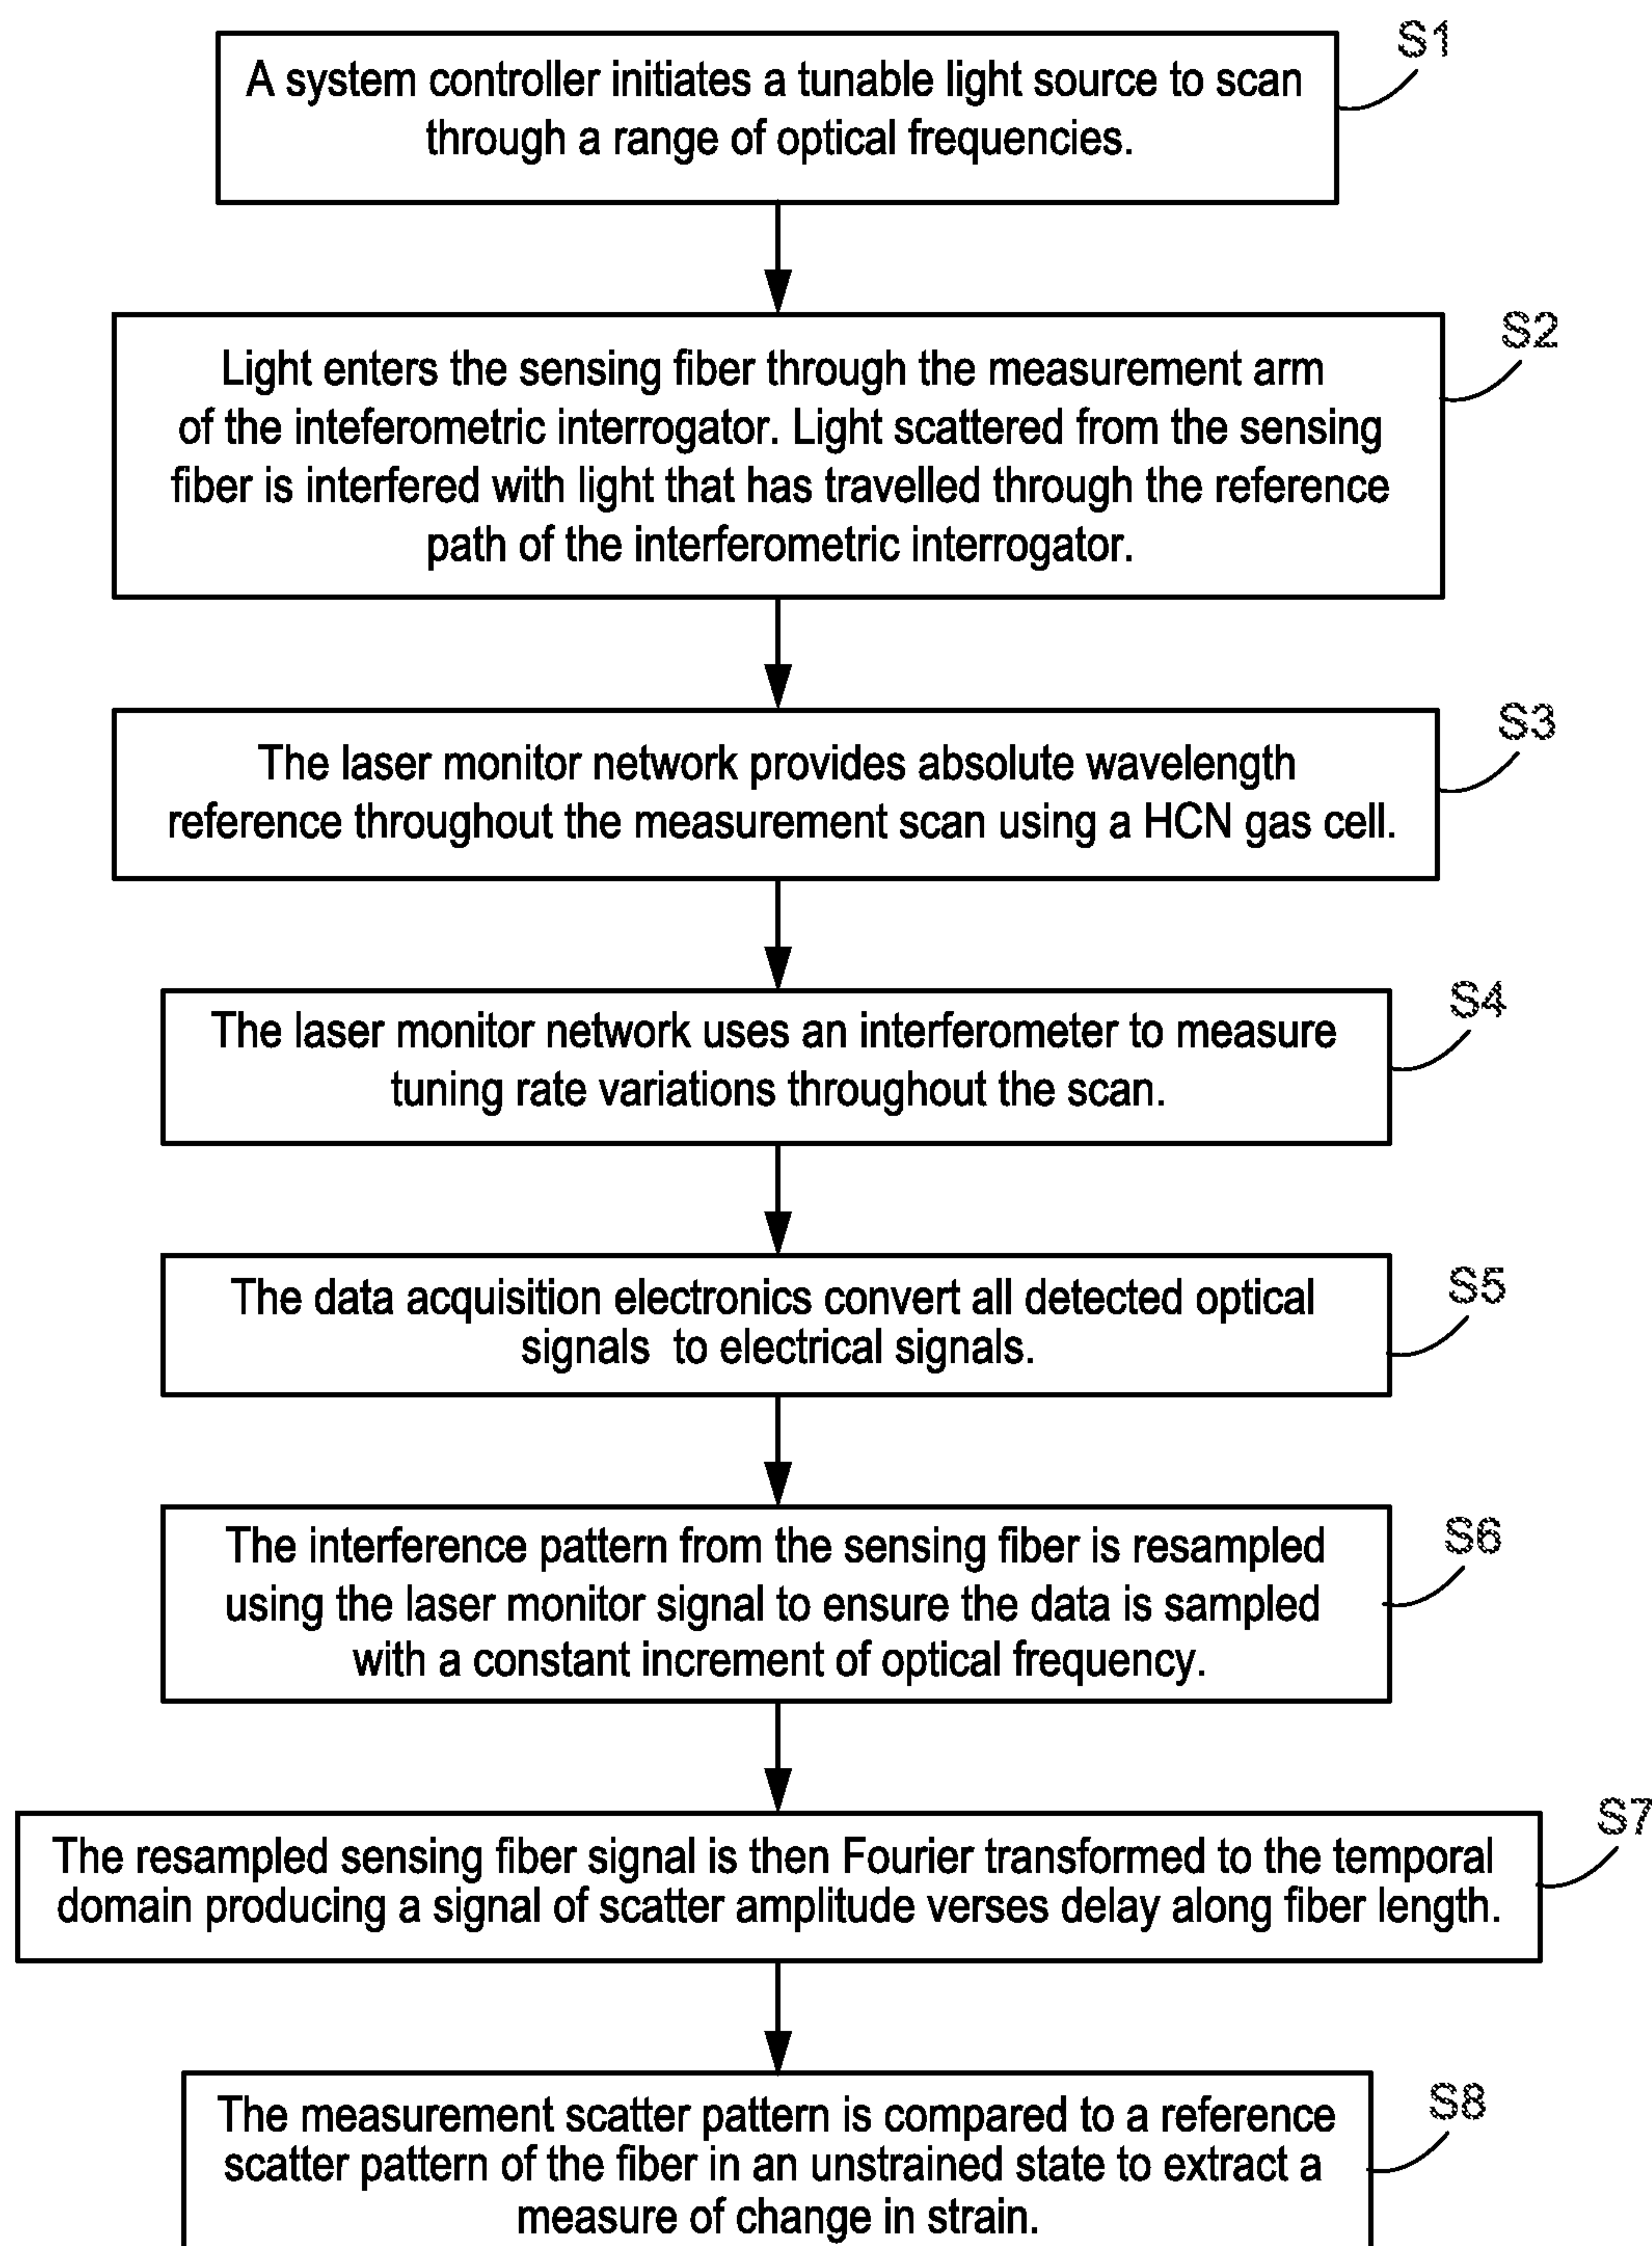 S1
A system controller initiates a tunable light source to scan
through a range of optical frequencies.
S2
Light enters the sensing fiber through the measurement arm
of the inteferometric interrogator. Light scattered from the sensing
fiber is interfered with light that has travelled through the reference
path of the interferometric interrogator.
S3
The laser monitor network provides absolute wavelength
reference throughout the measurement scan using a HCN gas cell.
S4
The laser monitor network uses an interferometer to measure
tuning rate variations throughout the scan.
S5
The data acquisition electronics convert all detected optical
signals to electrical signals.
S6
The interference pattern from the sensing fiber is resampled
using the laser monitor signal to ensure the data is sampled
with a constant increment of optical frequency.
S7
The resampled sensing fiber signal is then Fourier transformed to the temporal
domain producing a signal of scatter amplitude verses delay along fiber length.
S8
The measurement scatter pattern is compared to a reference
scatter pattern of the fiber in an unstrained state to extract a
measure of change in strain.